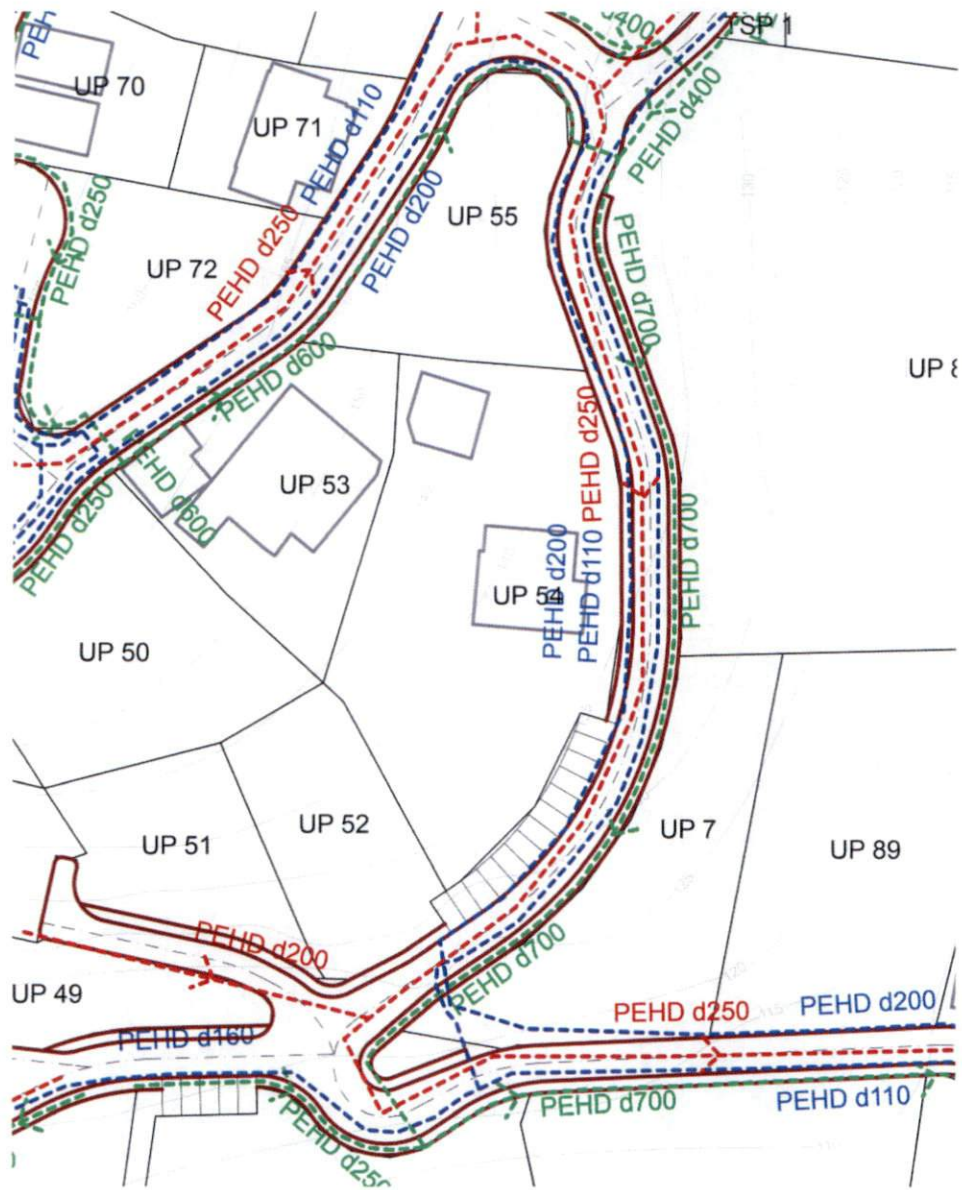 PEH
d400
TSP 1
UP 70
UP 71
PEHD d110
PEHD d400
PEHD d250
UP 55
PEHD d200
PEHD d250
UP 72
PEHD d700
PEHD d600
UP 8
PEHD d250
UP 53
PEHD d600
PEHD d250
PEHD d700
PEHD d200
PEHD d110
UP 54
UP 50
UP 52
UP 51
UP 7
UP 89
PEHD d200
PEHD d700
UP 49
PEHD d160
PEHD d250
PEHD d200
PEHD d700
PEHD d110
PEHD d250